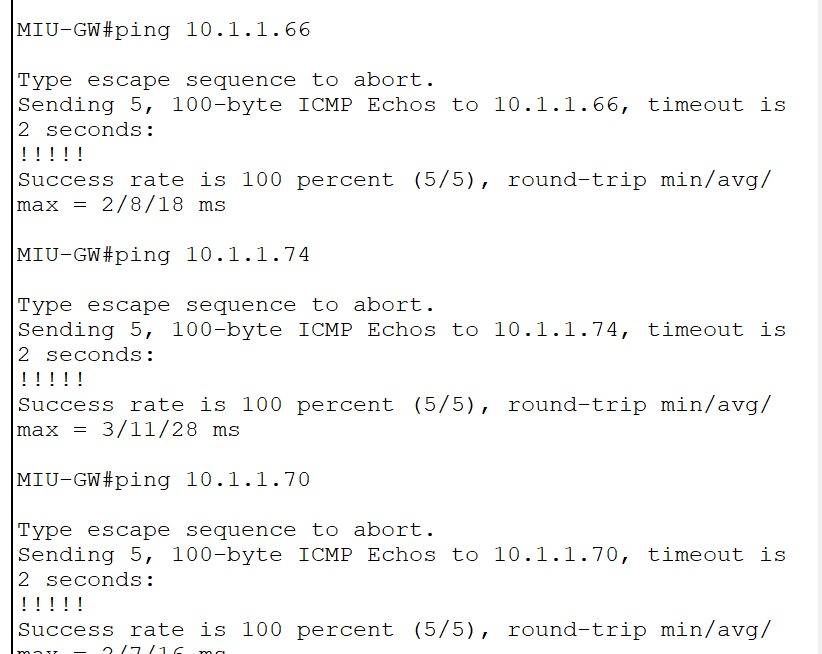 MIU-GW#ping 10.1.1.66
Type escape sequence to abort.
Sending 5, 100-byte ICMP Echos to 10.1.1.66, timeout is
2 seconds:
!!!!!
Success rate is 100 percent (5/5), round-trip min/avg/
max = 2/8/18 ms
MIU-GW#ping 10.1.1.74
Type escape sequence to abort.
Sending 5, 100-byte ICMP Echos to 10.1.1.74, timeout is
2 seconds:
!!!!!
Success rate is 100 percent (5/5), round-trip min/avg/
max = 3/11/28 ms
MIU-GW#ping 10.1.1.70
Type escape sequence to abort.
Sending 5, 100-byte ICMP Echos to 10.1.1.70, timeout is
2 seconds:
!!!!!
Success rate is 100 percent (5/5), round-trip min/avg/
max = 2/7/16 ms